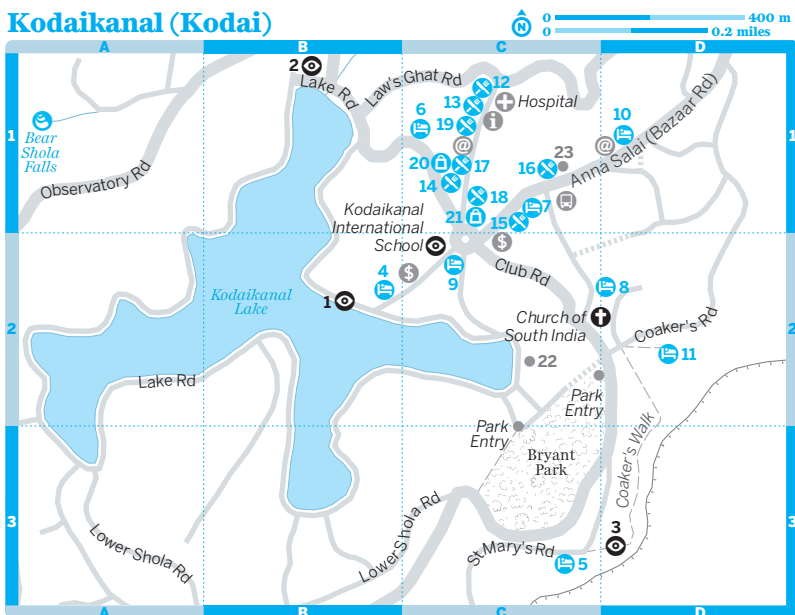 Kodaikanal (Kodai)
N
0 400 m
0 0.2 miles
A B C D
1
2
Lake Rd
Law's Ghat Rd
12
13
Hospital
6
19
i
@
10
@
Bear
Shola
Falls
Observatory Rd
20
17
16
23
Anna Salai (Bazaar Rd)
14
18
21
7
15
1
Kodaikanal
International
School
$
$
4
9
Club Rd
8
Kodaikanal
Lake
1
Church of
South India
Coaker's Rd
11
22
2
2
Lake Rd
Park
Entry
Park
Entry
Bryant
Park
Coaker's Walk
3
3
3
Lower Shola Rd
Lower Shola Rd
St Mary's Rd
5
A B C D